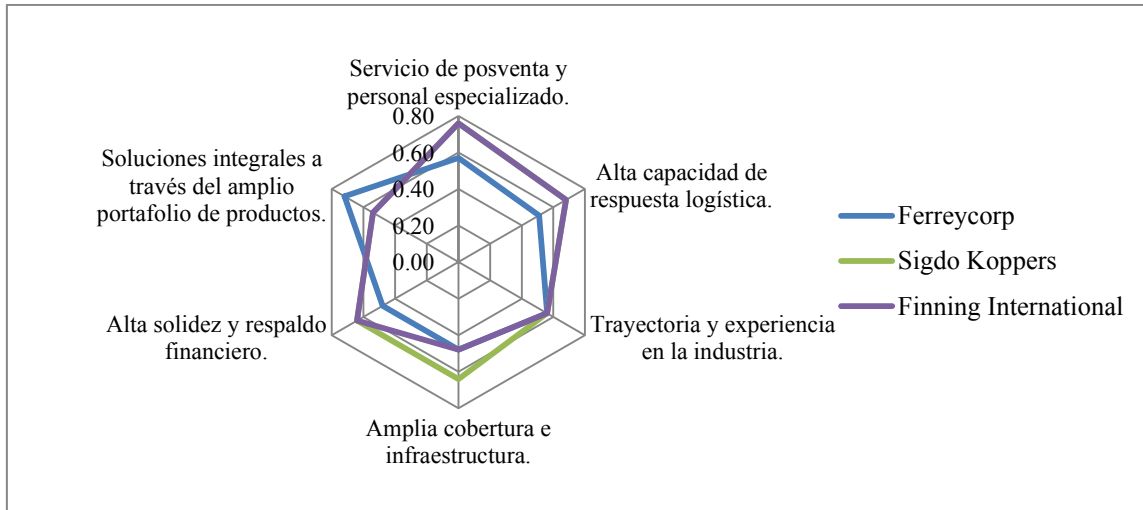 Servicio de posventa y
personal especializado.
0.80
0.60
0.40
0.20
0.00
Alta capacidad de
respuesta logística.
Trayectoria y experiencia
en la industria.
Amplia cobertura e
infraestructura.
Alta solidez y respaldo
financiero.
Soluciones integrales a
través del amplio
portafolio de productos.
Ferreycorp
Sigdo Koppers
Finning International